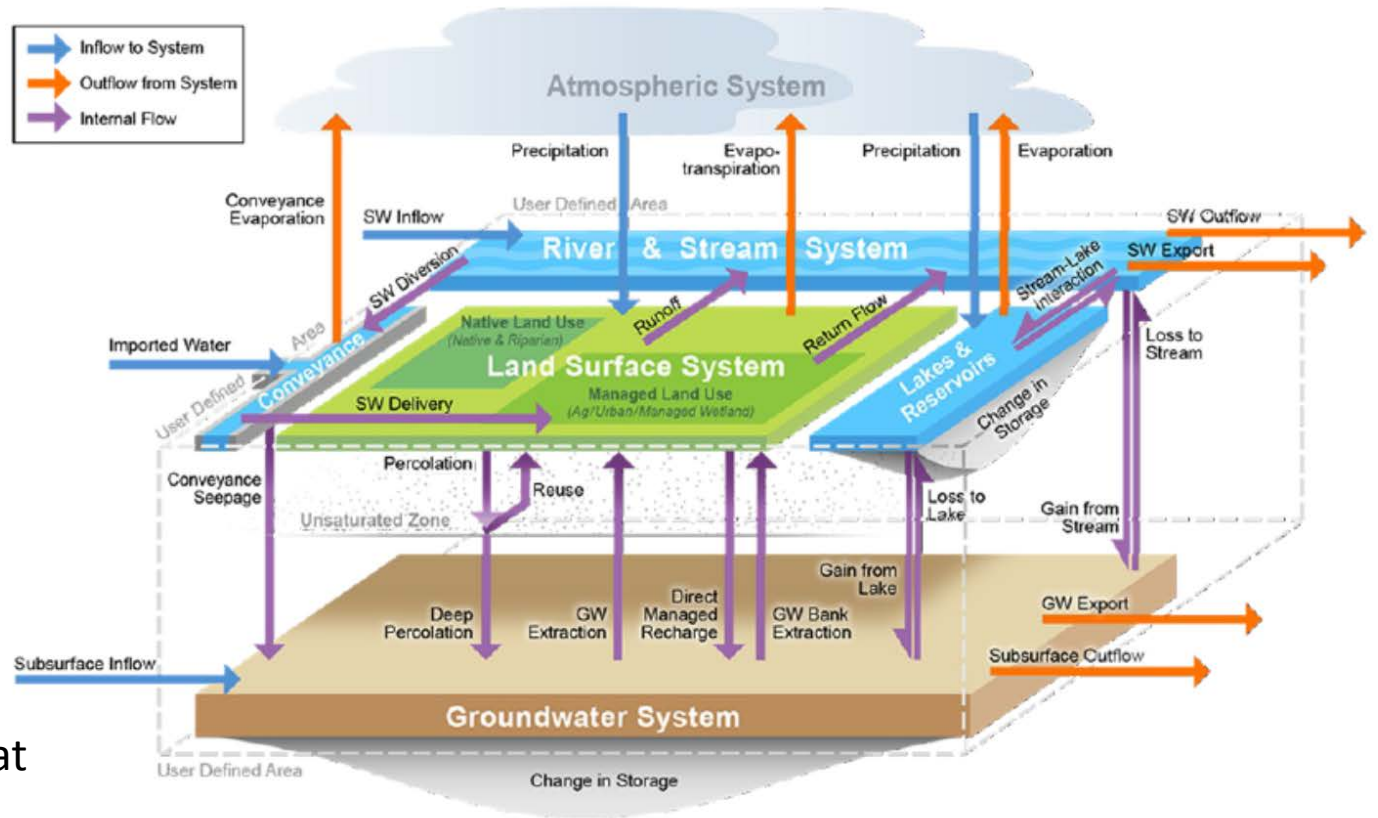 Inflow to System
Outflow from System
Internal Flow
Atmospheric System
Precipitation
Evapo-
transpiration
Precipitation
Evaporation
Conveyance
Evaporation
User Defined Area
SW Inflow
SW Outflow
River & Stream System
SW Export
SW Diversion
Stream-Lake
Interaction
Native Land Use
(Native & Riparian)
Runoff
Return Flow
Imported Water
User Defined Area
Conveyance
Land Surface System
Lakes &
Reservoirs
Loss to
Stream
SW Delivery
Managed Land Use
(Ag/Urban/Managed Wetland)
Change in
Storage
Conveyance
Seepage
Percolation
Reuse
Loss to
Lake
Unsaturated Zone
Gain from
Stream
Gain from
Lake
Deep
Percolation
GW
Extraction
Direct
Managed
Recharge
GW Bank
Extraction
GW Export
Subsurface Inflow
Subsurface Outflow
Groundwater System
at
User Defined Area
Change in Storage